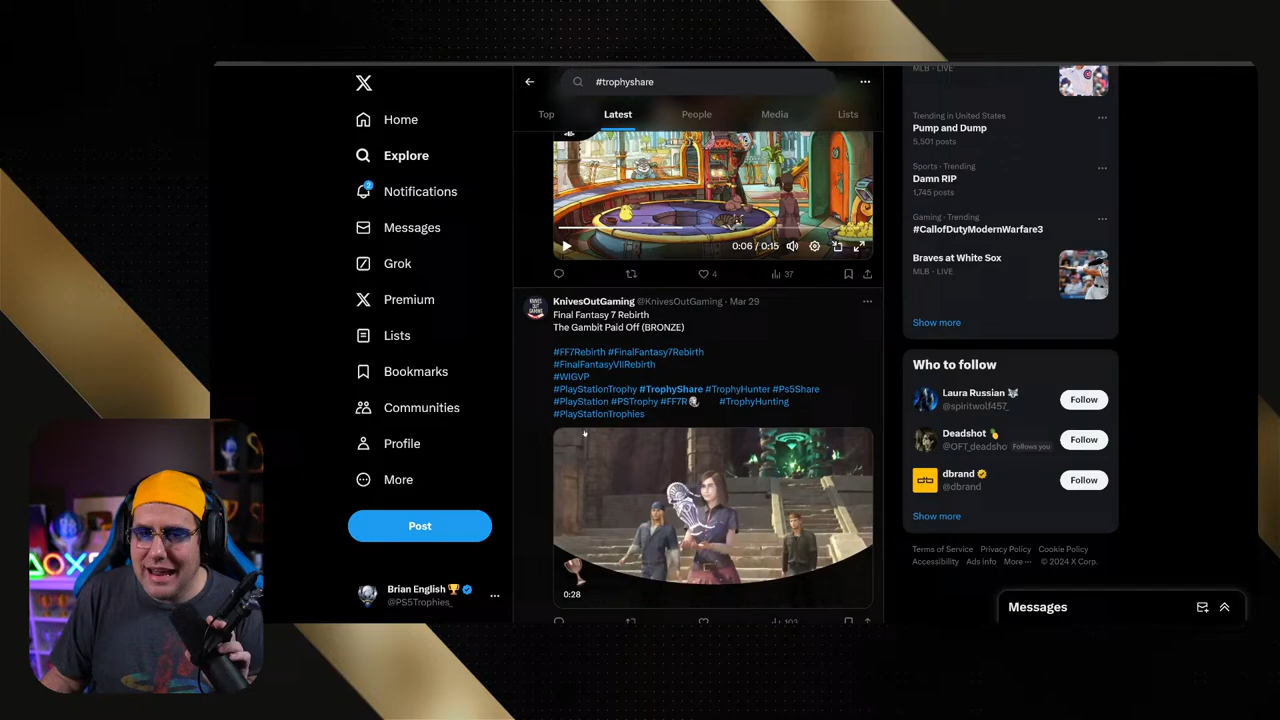 Home
Explore
2
Notifications
Messages
Grok
Premium
Lists
Bookmarks
Communities
Profile
More
Post
Brian English
@PS5Trophies_
#trophyshare
Top
Latest
People
Media
Lists
0:06 / 0:15
4
37
KnivesOutGaming @KnivesOutGaming · Mar 29
Final Fantasy 7 Rebirth
The Gambit Paid Off (BRONZE)
#FF7Rebirth #FinalFantasy7Rebirth
#FinalFantasyVIIRebirth
#WIGVP
#PlayStationTrophy #TrophyShare #TrophyHunter #Ps5Share
#PlayStation #PSTrophy #FF7R #TrophyHunting
#PlayStationTrophies
KNIVES OUT GAMING
0:28
103
MLB · LIVE
Trending in United States
Pump and Dump
5,501 posts
Sports · Trending
Damn RIP
1,745 posts
Gaming · Trending
#CallofDutyModernWarfare3
Braves at White Sox
MLB · LIVE
Show more
Who to follow
Laura Russian
@spiritwolf457_
Follow
Deadshot
@OFT_deadsho Follows you
Follow
dbrand
@dbrand
Follow
Show more
Terms of Service Privacy Policy Cookie Policy
Accessibility Ads info More ··· © 2024 X Corp.
Messages